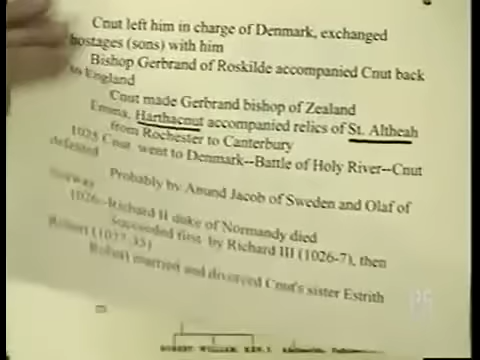 Cnut left him in charge of Denmark, exchanged
hostages (sons) with him
Bishop Gerbrand of Roskilde accompanied Cnut back
to England
Cnut made Gerbrand bishop of Zealand
Emma, Harthacnut accompanied relics of St. Altheah
from Rochester to Canterbury
1025 Cnut went to Denmark--Battle of Holy River--Cnut
defeated
Probably by Anund Jacob of Sweden and Olaf of
Norway
1026--Richard II duke of Normandy died
Succeeded first by Richard III (1026-7), then
Robert (1027-35)
Robert married and divorced Cnut's sister Estrith
ROBERT WILLIAM